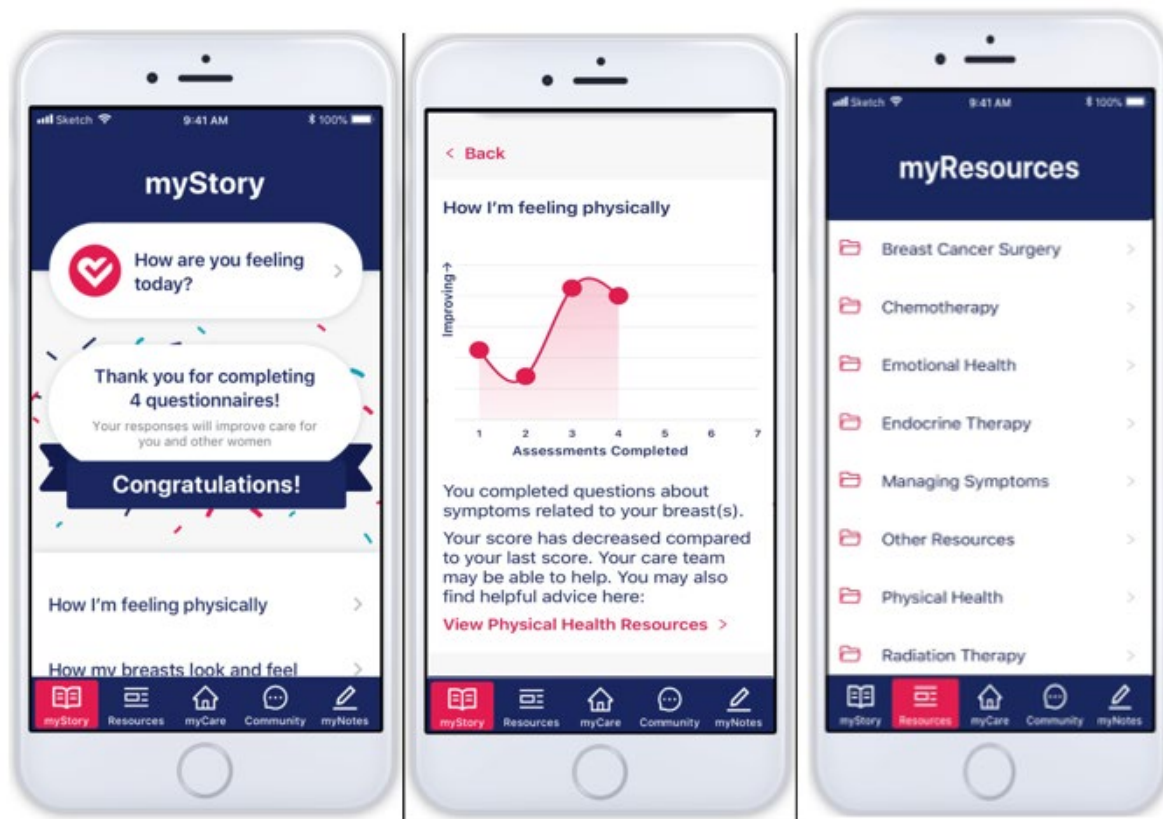 Sketch 9:41 AM 100%
myStory
How are you feeling
today?
Thank you for completing
4 questionnaires!
Your responses will improve care for
you and other women
Congratulations!
How I'm feeling physically
How my breasts look and feel
myStory Resources myCare Community myNotes
< Back
How I'm feeling physically
Improving →
1 2 3 4 5 6 7
Assessments Completed
You completed questions about
symptoms related to your breast(s).
Your score has decreased compared
to your last score. Your care team
may be able to help. You may also
find helpful advice here:
View Physical Health Resources >
myStory Resources myCare Community myNotes
Sketch 9:41 AM 100%
myResources
Breast Cancer Surgery
Chemotherapy
Emotional Health
Endocrine Therapy
Managing Symptoms
Other Resources
Physical Health
Radiation Therapy
myStory Resources myCare Community myNotes